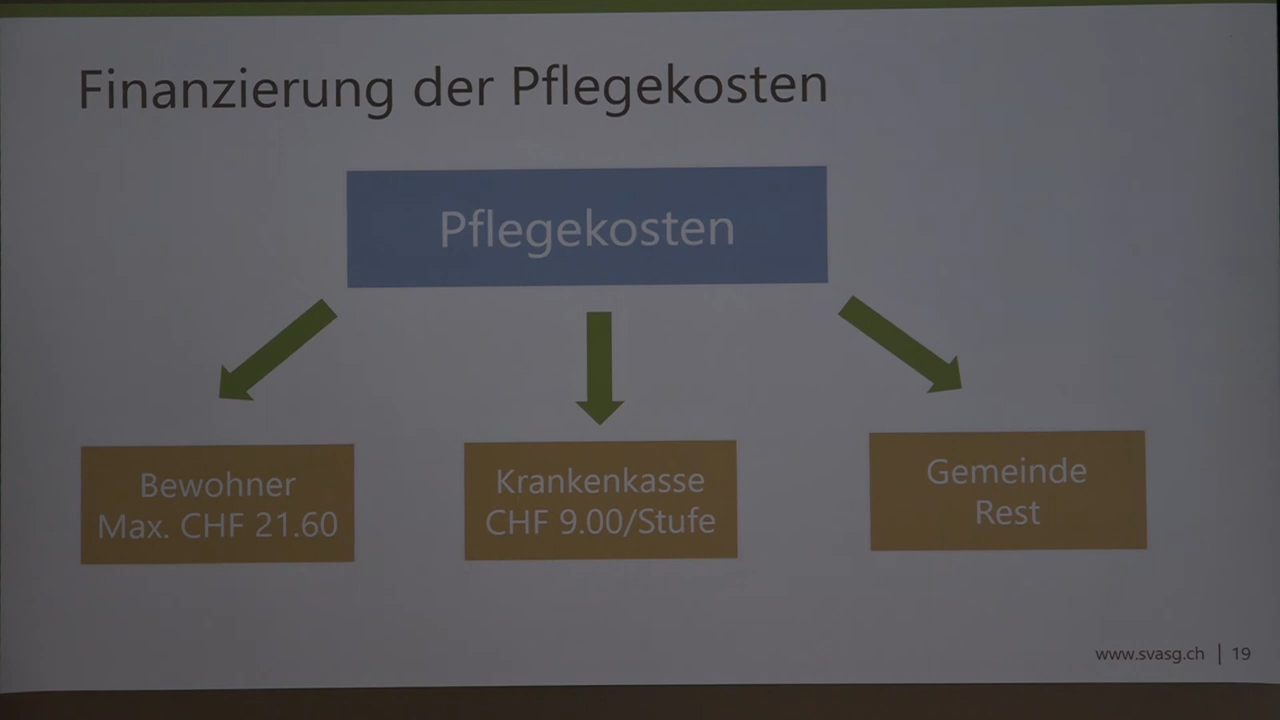 Finanzierung der Pflegekosten
Pflegekosten
Bewohner
Max. CHF 21.60
Krankenkasse
CHF 9.00/Stufe
Gemeinde
Rest
www.svasg.ch | 19